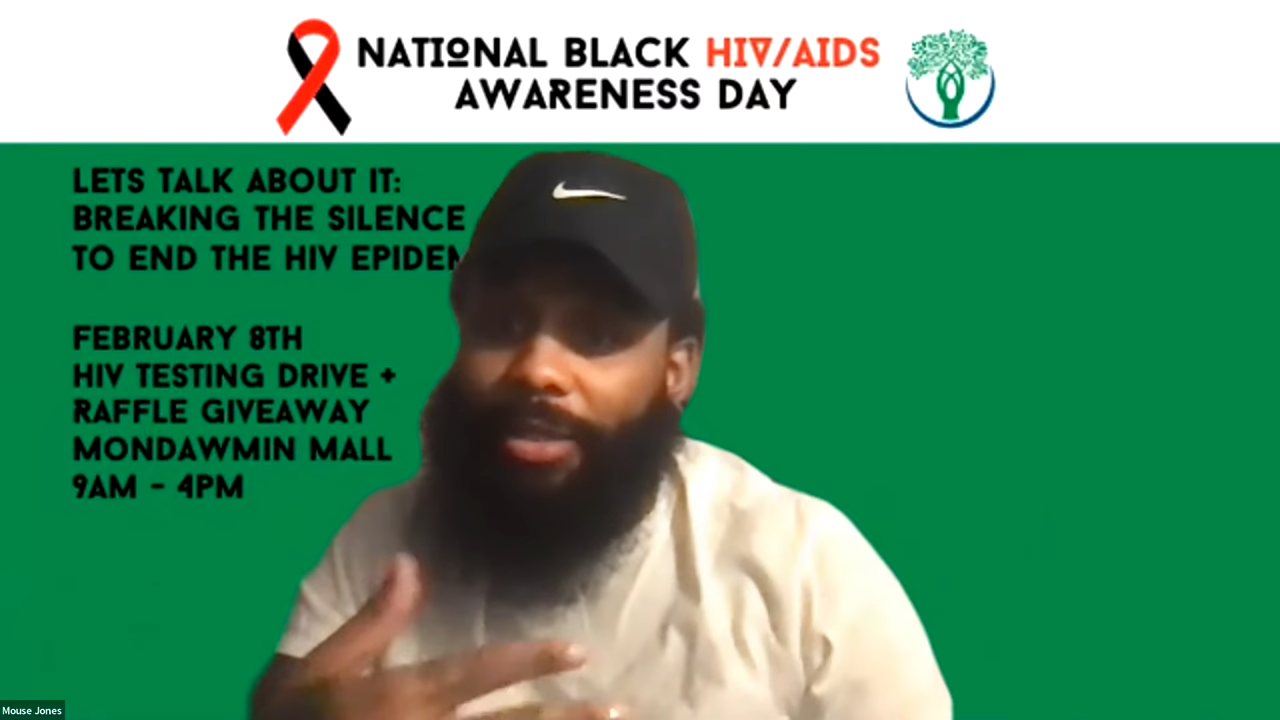 NATIONAL BLACK HIV/AIDS
AWARENESS DAY
LETS TALK ABOUT IT:
BREAKING THE SILENCE
TO END THE HIV
FEBRUARY 8TH
HIV TESTING DRIVE +
RAFFLE GIVEAWAY
MONDAWMIN MALL
9AM - 4PM
Mouse Jones